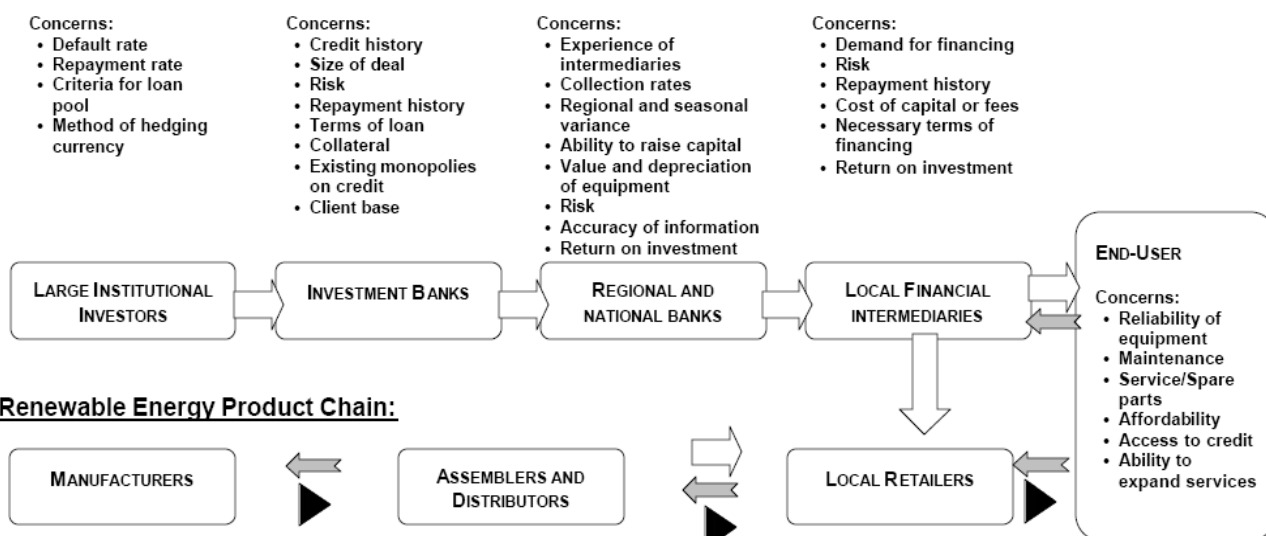 Concerns:
• Default rate
• Repayment rate
• Criteria for loan
pool
• Method of hedging
currency
Concerns:
• Credit history
• Size of deal
• Risk
• Repayment history
• Terms of loan
• Collateral
• Existing monopolies
on credit
• Client base
Concerns:
• Experience of
intermediaries
• Collection rates
• Regional and seasonal
variance
• Ability to raise capital
• Value and depreciation
of equipment
• Risk
• Accuracy of information
• Return on investment
Concerns:
• Demand for financing
• Risk
• Repayment history
• Cost of capital or fees
• Necessary terms of
financing
• Return on investment
LARGE INSTITUTIONAL
INVESTORS
INVESTMENT BANKS
REGIONAL AND
NATIONAL BANKS
LOCAL FINANCIAL
INTERMEDIARIES
END-USER
Concerns:
• Reliability of
equipment
• Maintenance
• Service/Spare
parts
• Affordability
• Access to credit
• Ability to
expand services
Renewable Energy Product Chain:
MANUFACTURERS
ASSEMBLERS AND
DISTRIBUTORS
LOCAL RETAILERS